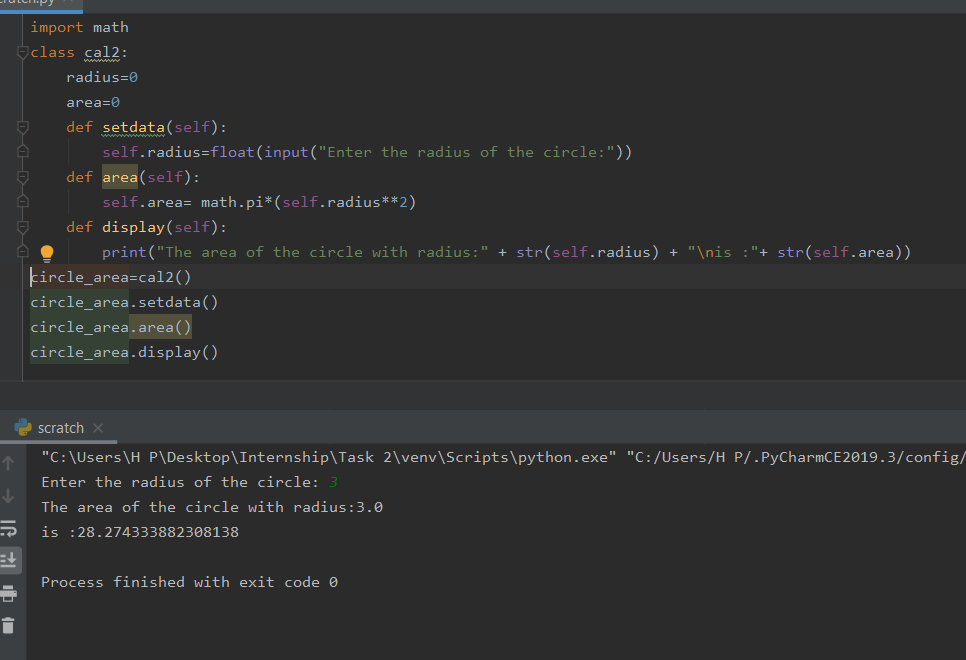 import math
class cal2:
    radius=0
    area=0
    def setdata(self):
        self.radius=float(input("Enter the radius of the circle:"))
    def area(self):
        self.area= math.pi*(self.radius**2)
    def display(self):
        print("The area of the circle with radius:" + str(self.radius) + "\nis :"+ str(self.area))
circle_area=cal2()
circle_area.setdata()
circle_area.area()
circle_area.display()
scratch
"C:\Users\H P\Desktop\Internship\Task 2\venv\Scripts\python.exe" "C:/Users/H P/.PyCharmCE2019.3/config/
Enter the radius of the circle: 3
The area of the circle with radius:3.0
is :28.274333882308138
Process finished with exit code 0